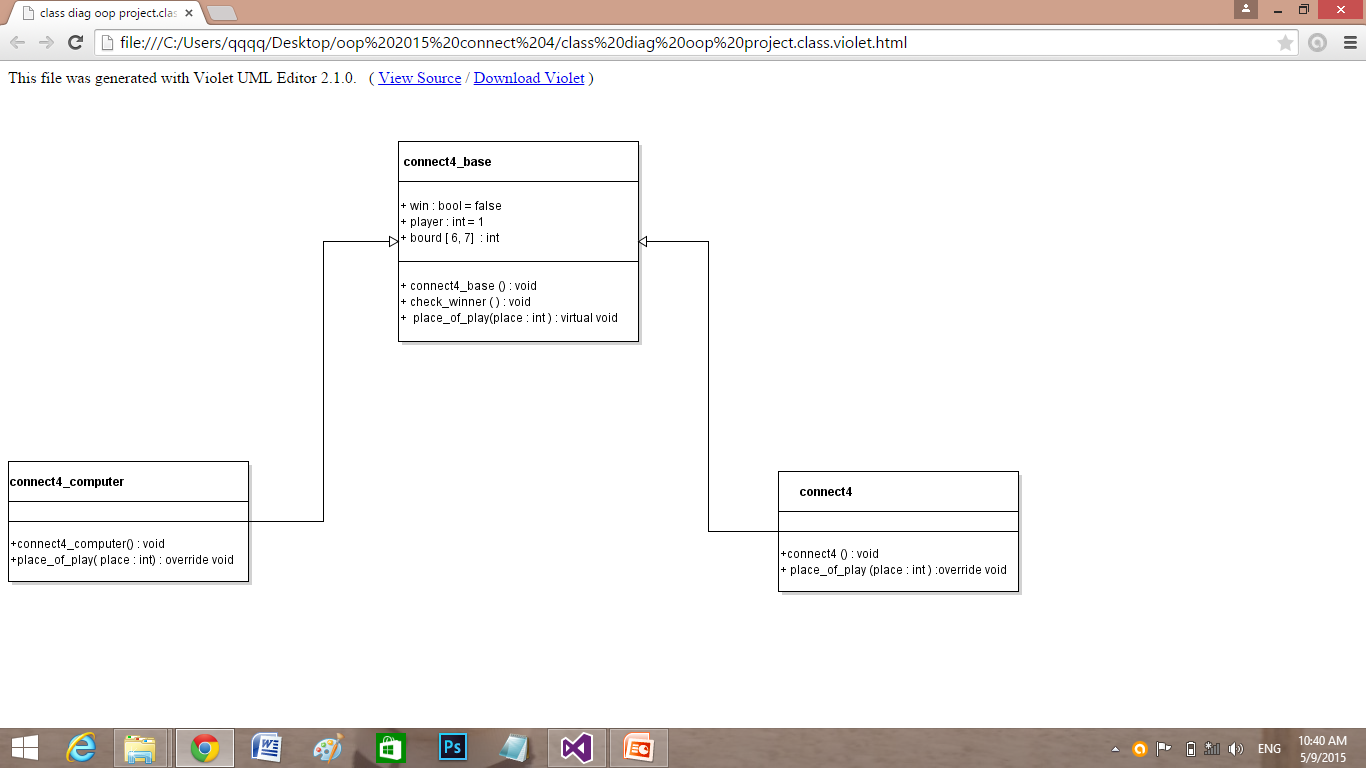 class diag oop project.clas
file:///C:/Users/qqqq/Desktop/oop%202015%20connect%204/class%20diag%20oop%20project.class.violet.html
This file was generated with Violet UML Editor 2.1.0. ( View Source / Download Violet )
connect4_base
+ win : bool = false
+ player : int = 1
+ bourd [ 6, 7] : int
+ connect4_base () : void
+ check_winner ( ) : void
+ place_of_play(place : int ) : virtual void
connect4_computer
+connect4_computer() : void
+place_of_play( place : int) : override void
connect4
+connect4 () : void
+ place_of_play (place : int ) :override void
Ps
ENG
10:40 AM
5/9/2015